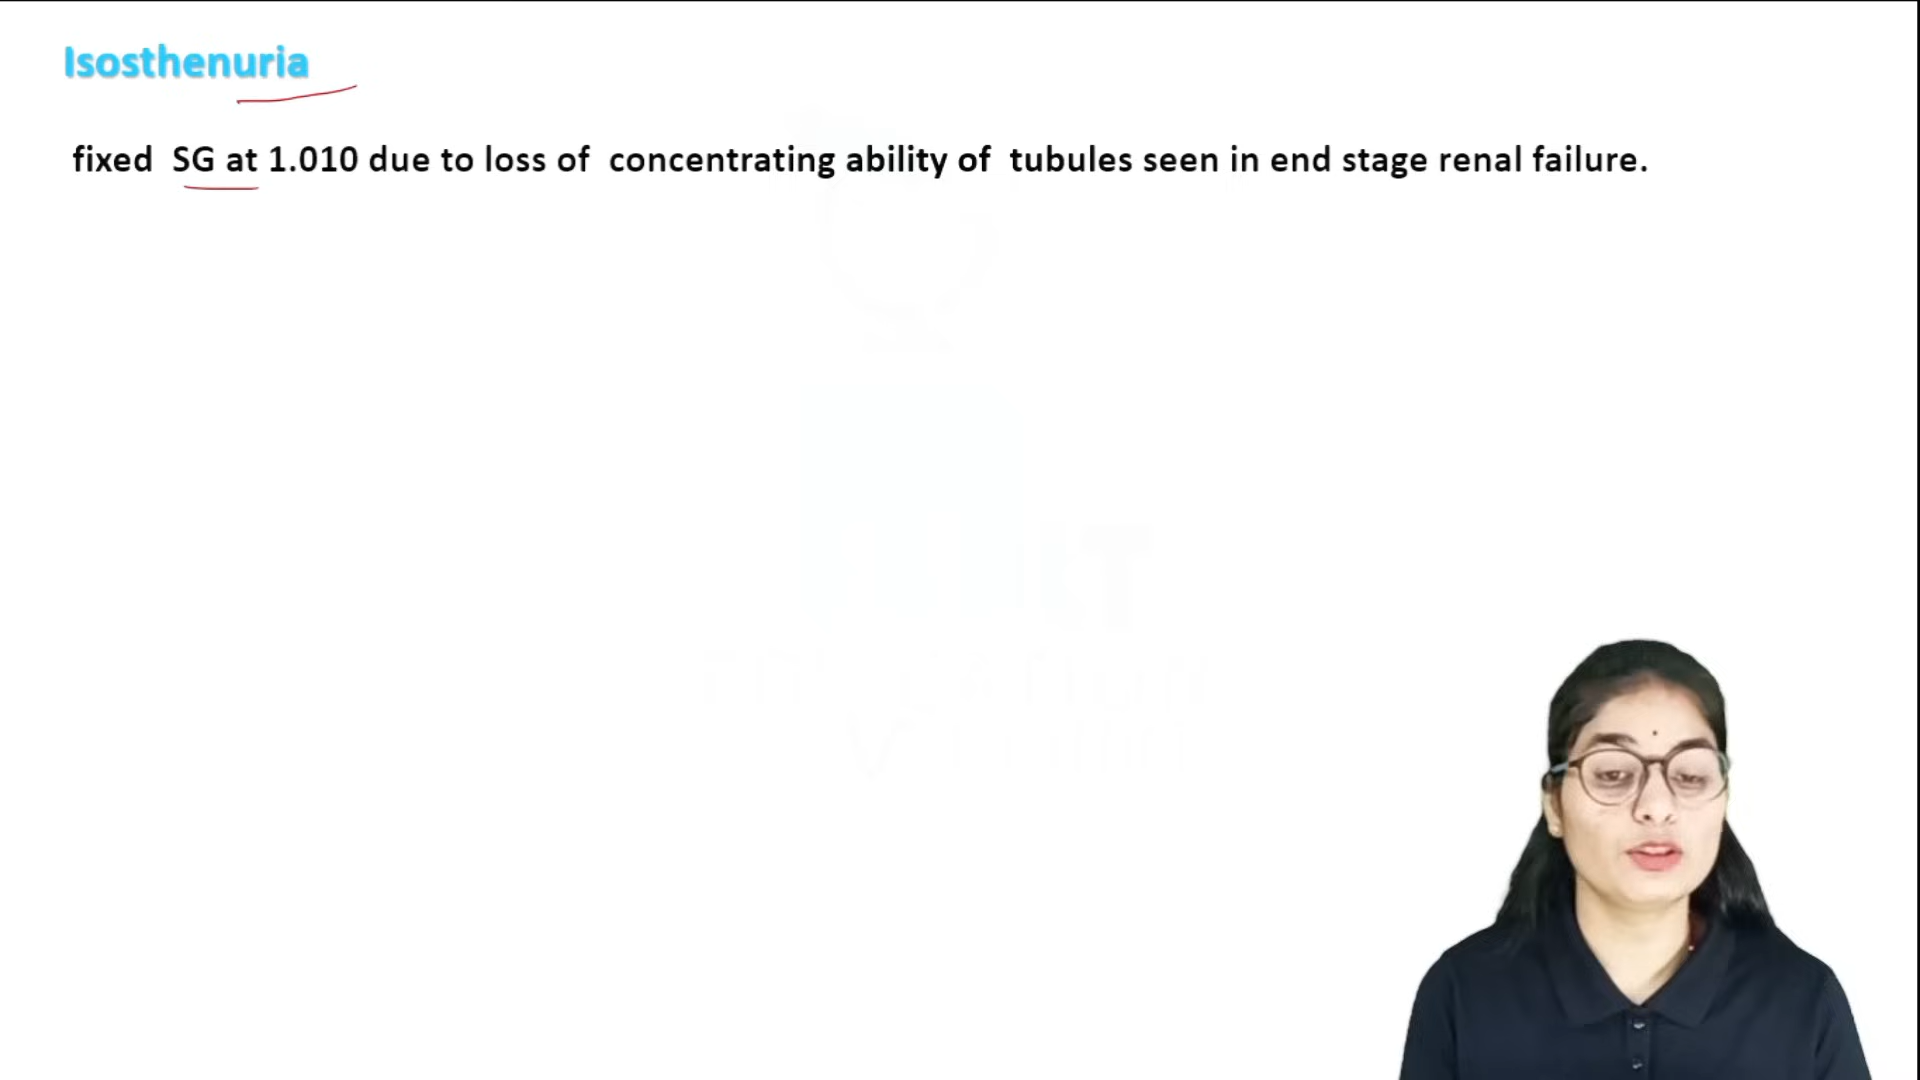 Isosthenuria
fixed SG at 1.010 due to loss of concentrating ability of tubules seen in end stage renal failure.